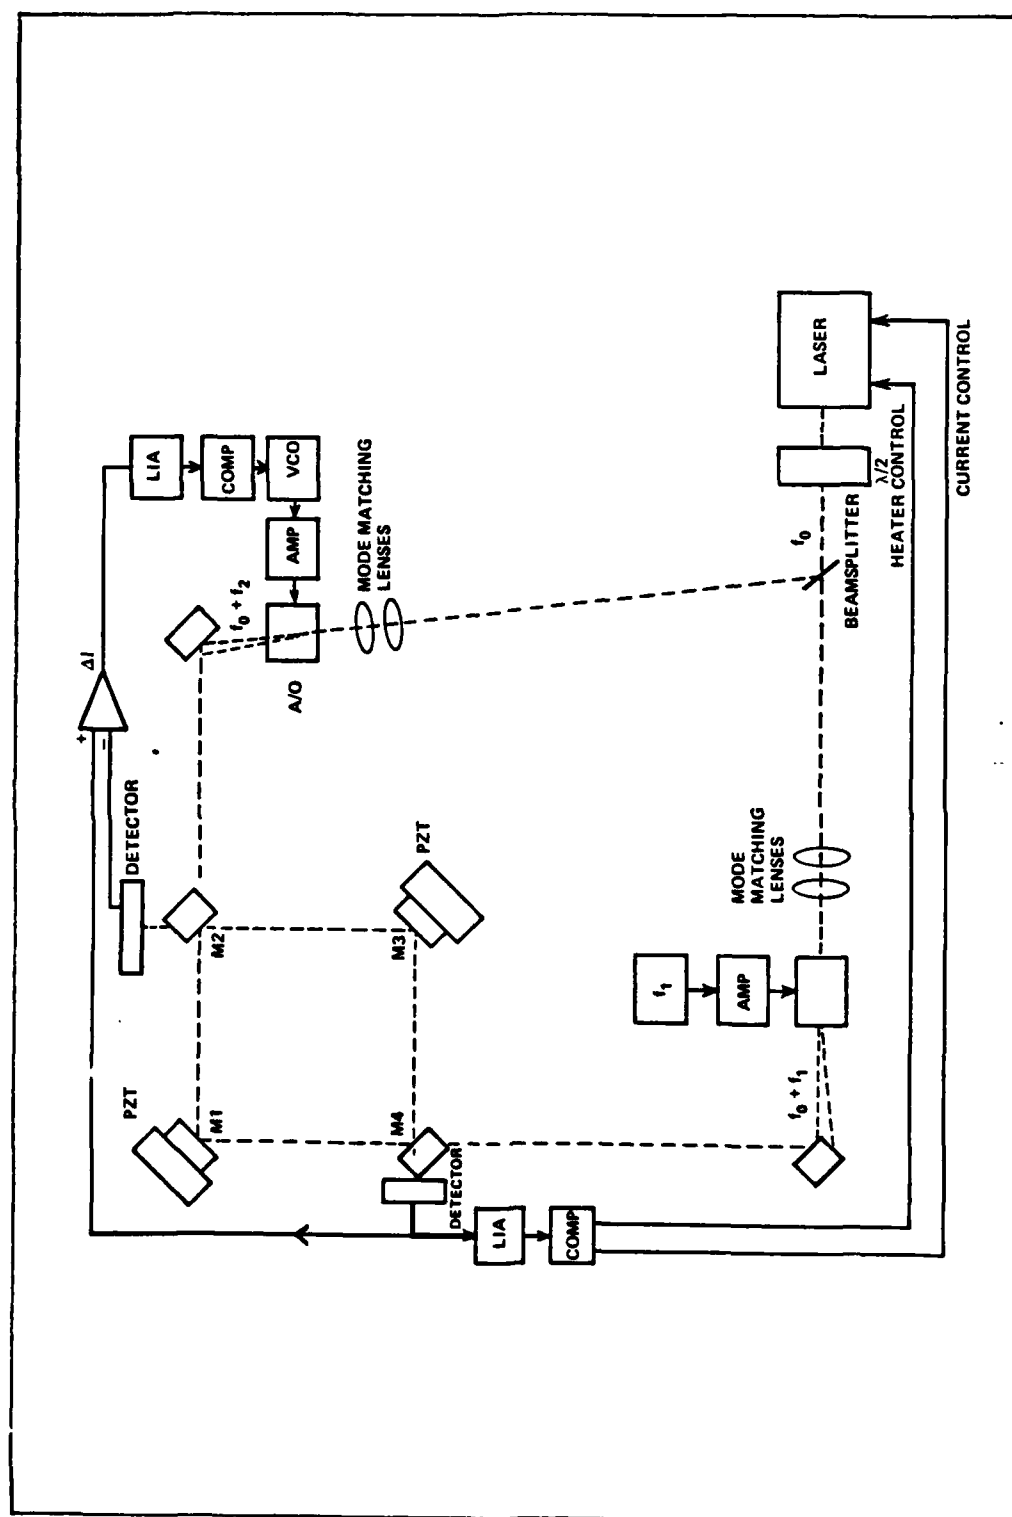 PZT
M1
M2
DETECTOR
+
−
ΔI
LIA
COMP
VCO
AMP
A/O
f₀ + f₂
MODE MATCHING
LENSES
M3
PZT
M4
DETECTOR
LIA
COMP
f₀ + f₁
f₁
AMP
MODE
MATCHING
LENSES
BEAMSPLITTER
f₀
λ/2
LASER
HEATER CONTROL
CURRENT CONTROL